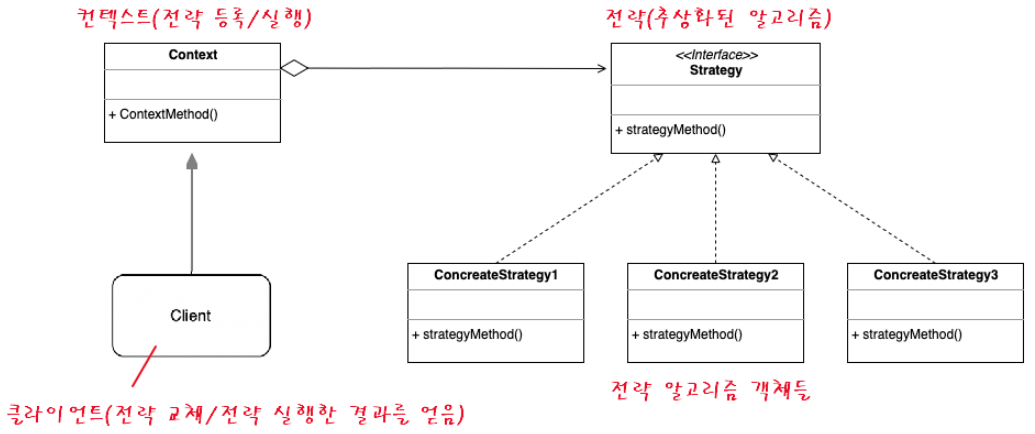 컨텍스트(전략 등록/실행)
전략(추상화된 알고리즘)
Context
+ ContextMethod()
<<Interface>>
Strategy
+ strategyMethod()
Client
ConcreateStrategy1
+ strategyMethod()
ConcreateStrategy2
+ strategyMethod()
ConcreateStrategy3
+ strategyMethod()
전략 알고리즘 객체들
클라이언트(전략 교체/전략 실행한 결과를 얻음)